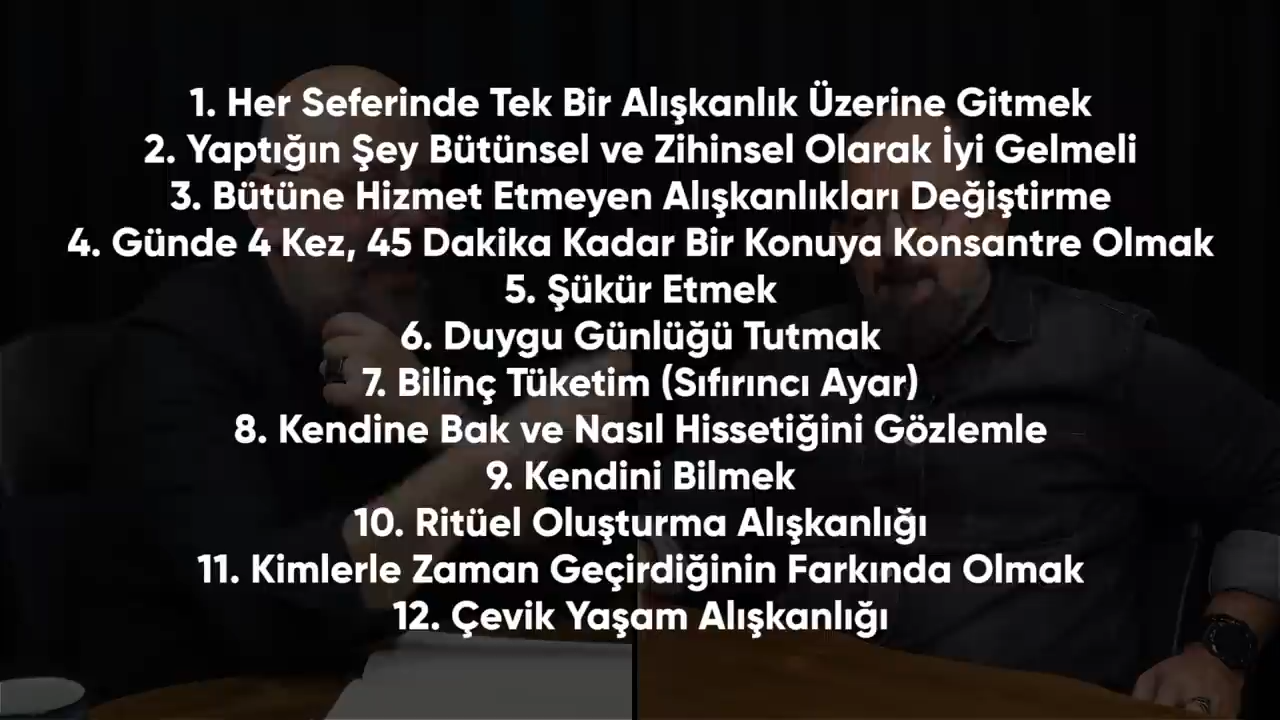 1. Her Seferinde Tek Bir Alışkanlık Üzerine Gitmek
2. Yaptığın Şey Bütünsel ve Zihinsel Olarak İyi Gelmeli
3. Bütüne Hizmet Etmeyen Alışkanlıkları Değiştirme
4. Günde 4 Kez, 45 Dakika Kadar Bir Konuya Konsantre Olmak
5. Şükür Etmek
6. Duygu Günlüğü Tutmak
7. Bilinç Tüketim (Sıfırıncı Ayar)
8. Kendine Bak ve Nasıl Hissetiğini Gözlemle
9. Kendini Bilmek
10. Ritüel Oluşturma Alışkanlığı
11. Kimlerle Zaman Geçirdiğinin Farkında Olmak
12. Çevik Yaşam Alışkanlığı